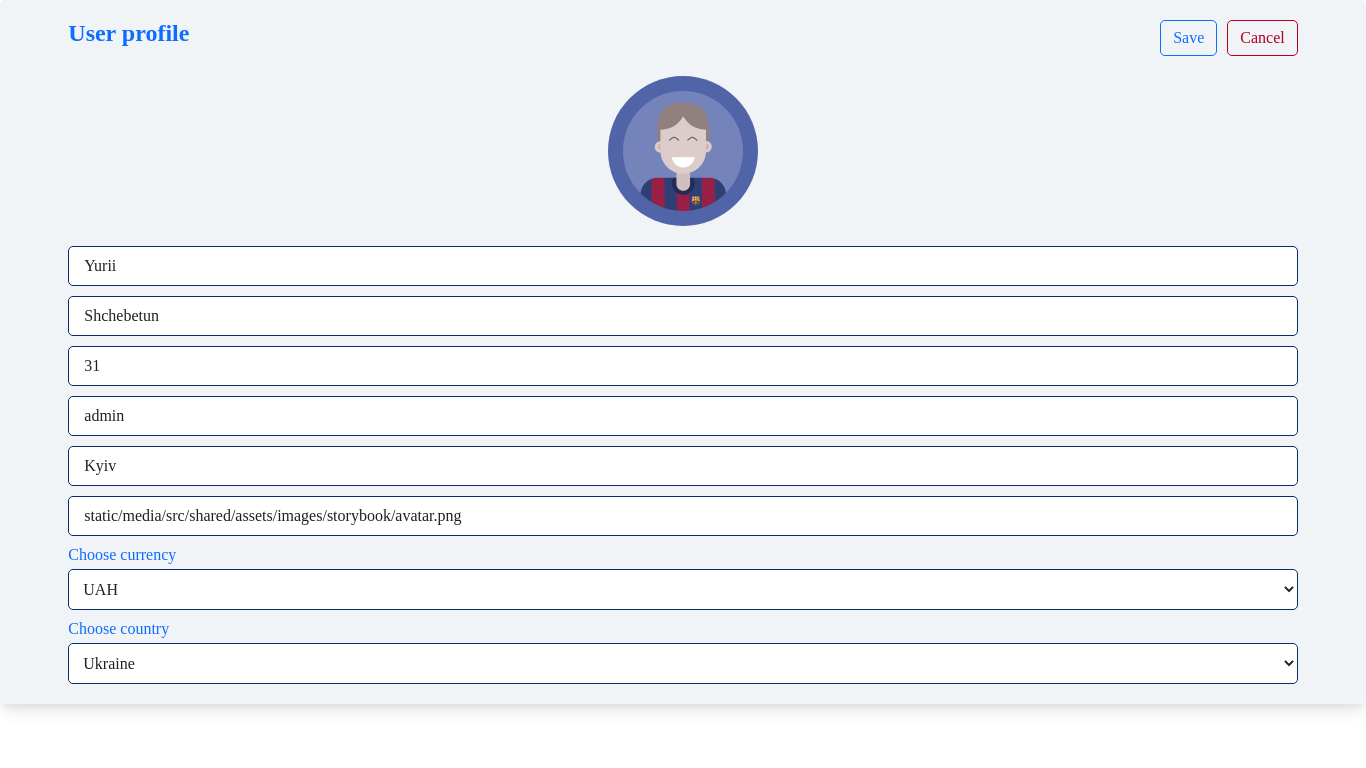 User profile
Save
Cancel
Yurii
Shchebetun
31
admin
Kyiv
static/media/src/shared/assets/images/storybook/avatar.png
Choose currency
UAH
Choose country
Ukraine